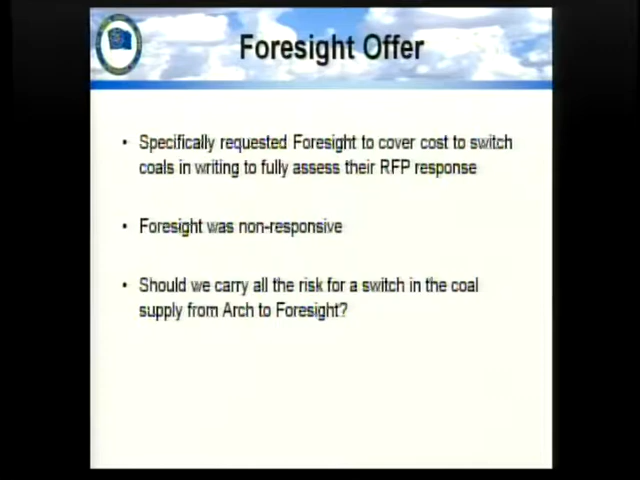 Foresight Offer
• Specifically requested Foresight to cover cost to switch
coals in writing to fully assess their RFP response
• Foresight was non-responsive
• Should we carry all the risk for a switch in the coal
supply from Arch to Foresight?